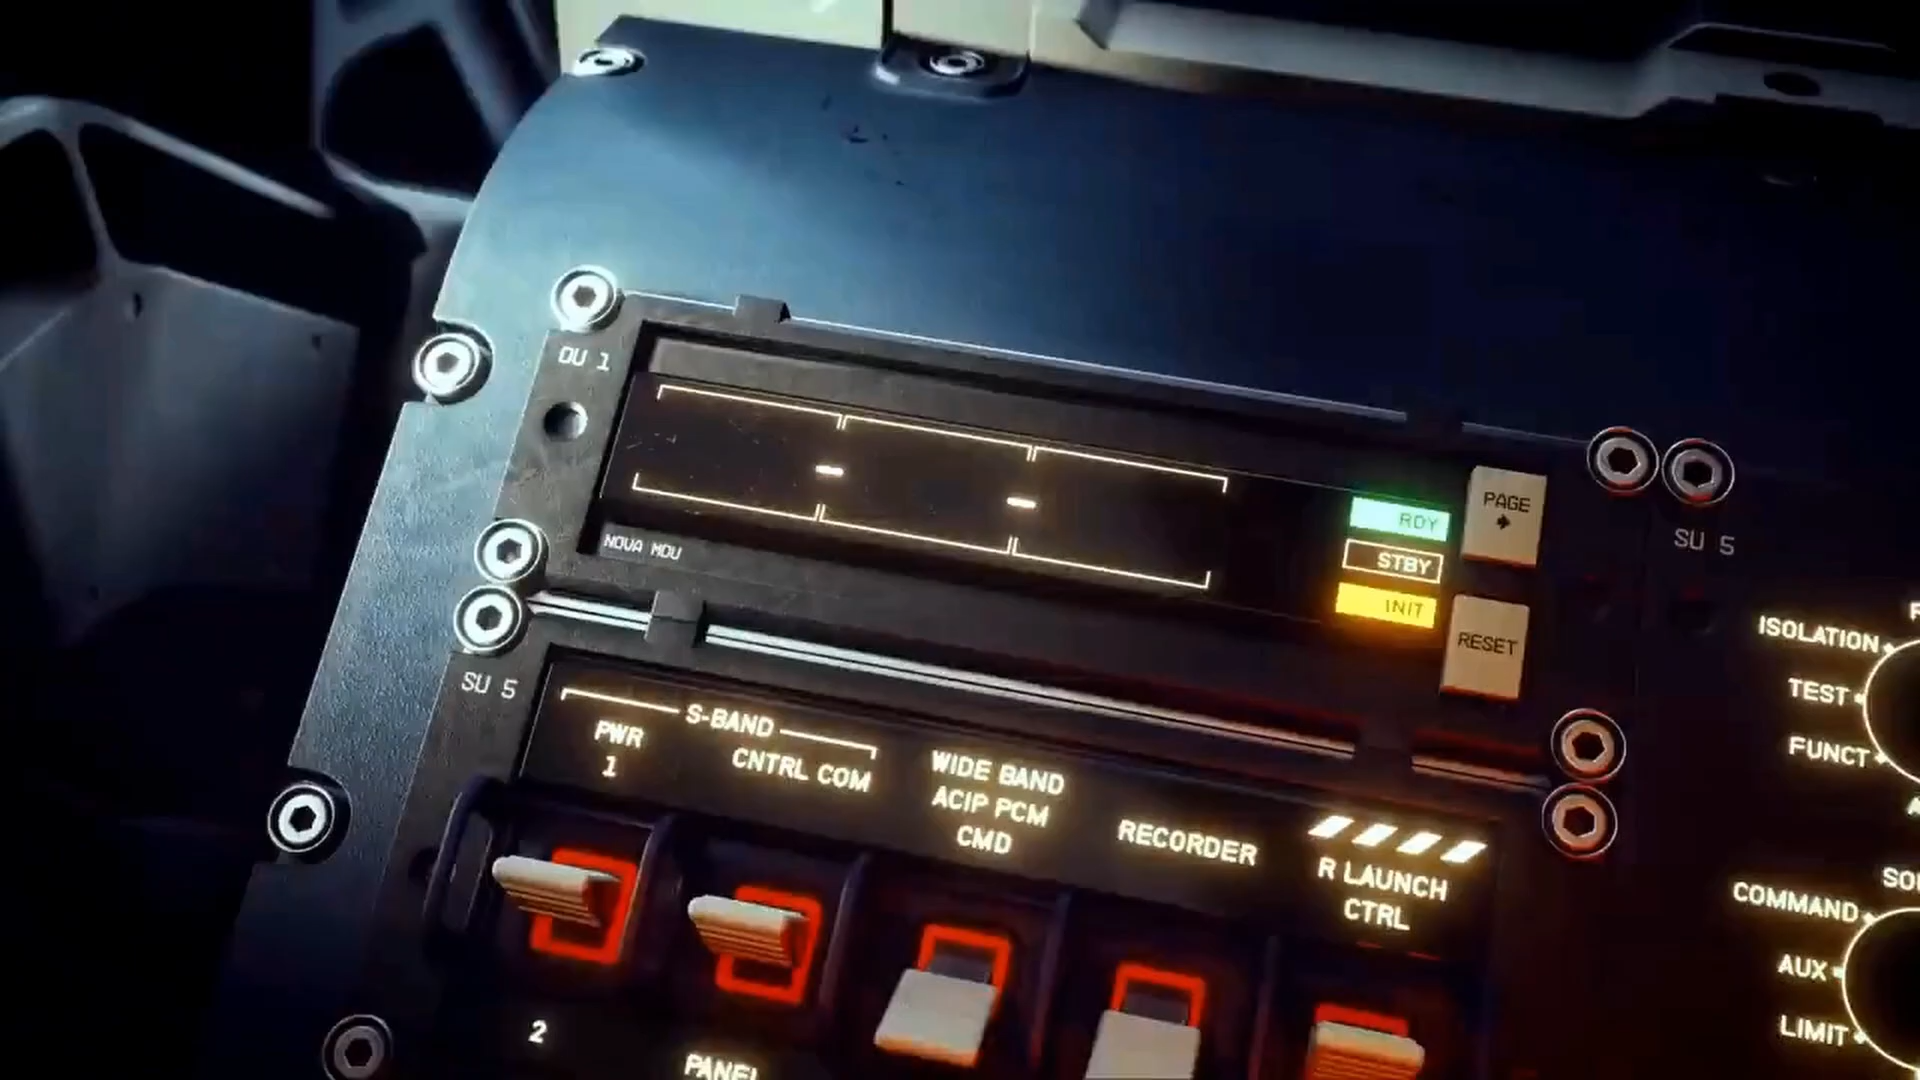 OU 1
RDY
STBY
INIT
PAGE
RESET
NOVA MDU
SU 5
SU 5
S-BAND
PWR
1
CNTRL COM
WIDE BAND
ACIP PCM
CMD
RECORDER
R LAUNCH
CTRL
2
PANEL
ISOLATION
TEST
FUNCT
COMMAND
AUX
LIMIT